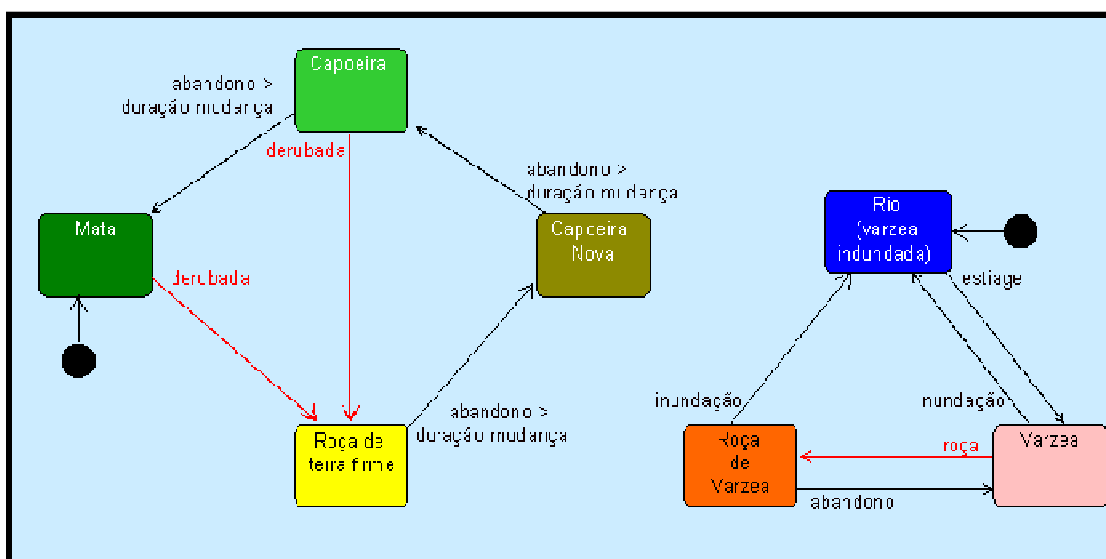 Capoeira
abandono >
duração mudança
derubada
abandono >
duração mudança
Mata
Capoeira
Nova
derubada
Roça de
terra firme
abandono >
duração mudança
Rio
(varzea
indundada)
estiage
inundação
nundação
Roça
de
Varzea
roça
Varzea
abandono